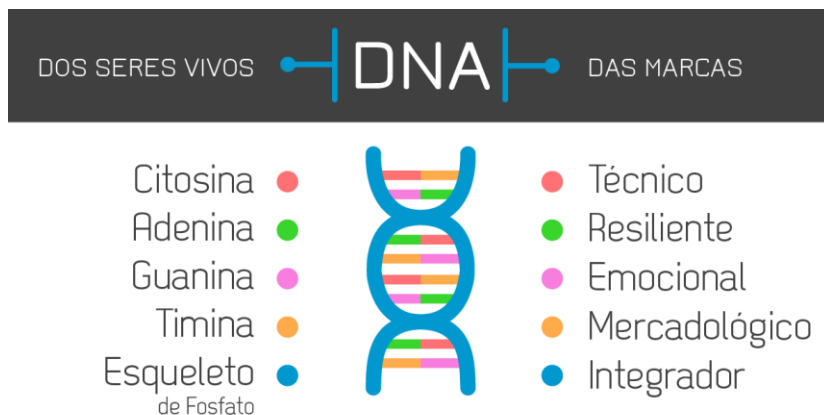 DOS SERES VIVOS DNA DAS MARCAS
Citosina Técnico
Adenina Resiliente
Guanina Emocional
Timina Mercadológico
Esqueleto Integrador
de Fosfato